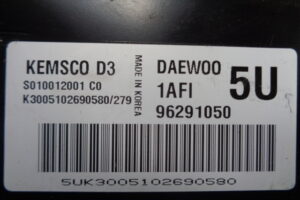 KEMSCO D3
S010012001 C0
K3005102690580/279
MADE IN KOREA
DAEWOO
1AFI
96291050
5U
5UK3005102690580